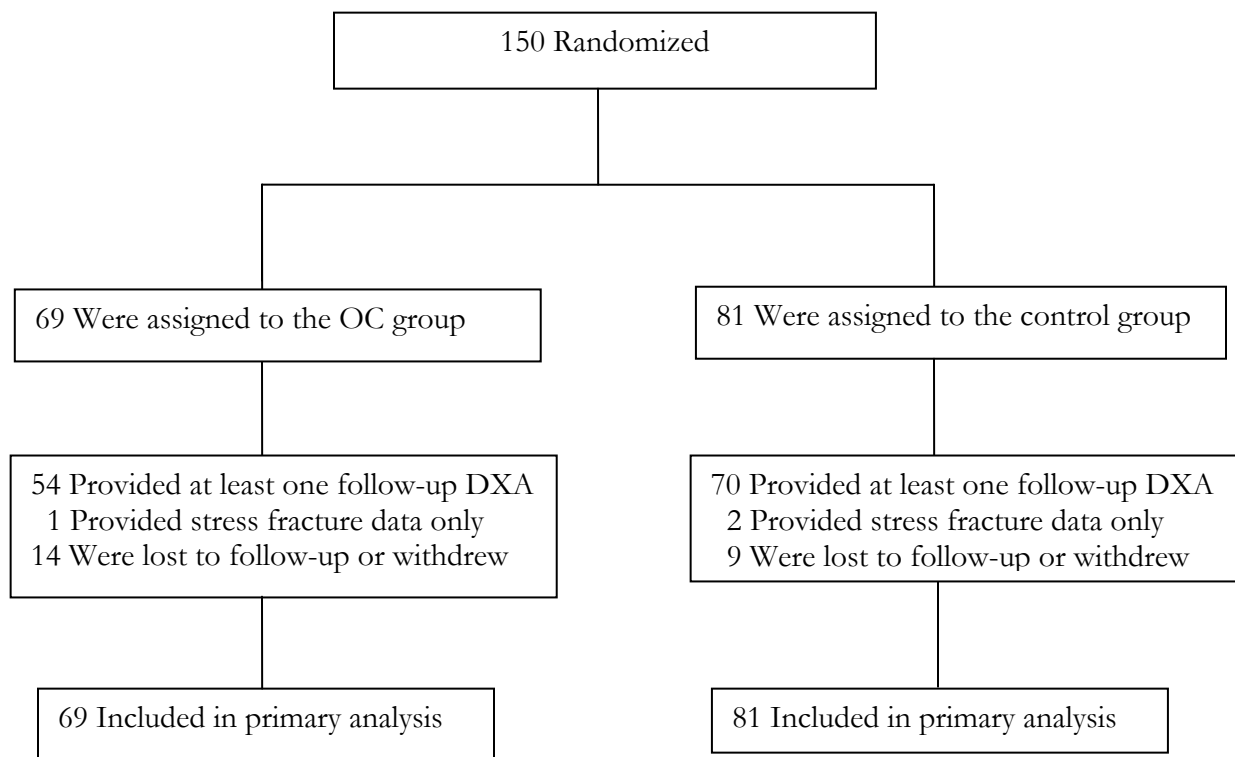 150 Randomized
69 Were assigned to the OC group
81 Were assigned to the control group
54 Provided at least one follow-up DXA
1 Provided stress fracture data only
14 Were lost to follow-up or withdrew
70 Provided at least one follow-up DXA
2 Provided stress fracture data only
9 Were lost to follow-up or withdrew
69 Included in primary analysis
81 Included in primary analysis